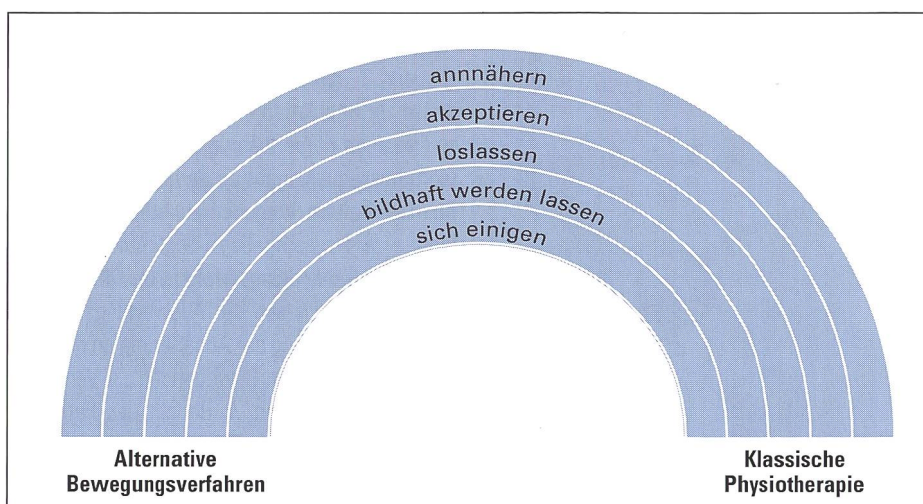 annnähern
akzeptieren
loslassen
bildhaft werden lassen
sich einigen
Alternative
Bewegungsverfahren
Klassische
Physiotherapie